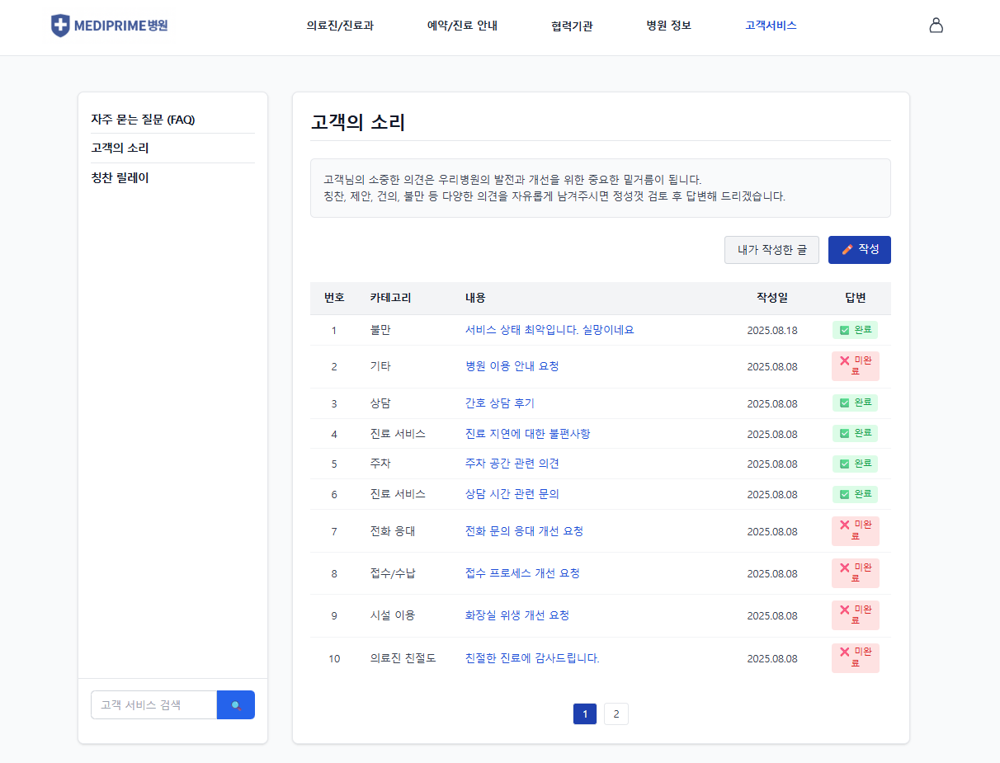 MEDIPRIME병원
의료진/진료과 예약/진료 안내 협력기관 병원 정보 고객서비스
자주 묻는 질문 (FAQ)
고객의 소리
칭찬 릴레이
고객 서비스 검색
고객의 소리
고객님의 소중한 의견은 우리병원의 발전과 개선을 위한 중요한 밑거름이 됩니다.
칭찬, 제안, 건의, 불만 등 다양한 의견을 자유롭게 남겨주시면 정성껏 검토 후 답변해 드리겠습니다.
내가 작성한 글 작성
번호 카테고리 내용 작성일 답변
1 불만 서비스 상태 최악입니다. 실망이네요 2025.08.18 완료
2 기타 병원 이용 안내 요청 2025.08.08 미완료
3 상담 간호 상담 후기 2025.08.08 완료
4 진료 서비스 진료 지연에 대한 불편사항 2025.08.08 완료
5 주차 주차 공간 관련 의견 2025.08.08 완료
6 진료 서비스 상담 시간 관련 문의 2025.08.08 완료
7 전화 응대 전화 문의 응대 개선 요청 2025.08.08 미완료
8 접수/수납 접수 프로세스 개선 요청 2025.08.08 미완료
9 시설 이용 화장실 위생 개선 요청 2025.08.08 미완료
10 의료진 친절도 친절한 진료에 감사드립니다. 2025.08.08 미완료
1 2